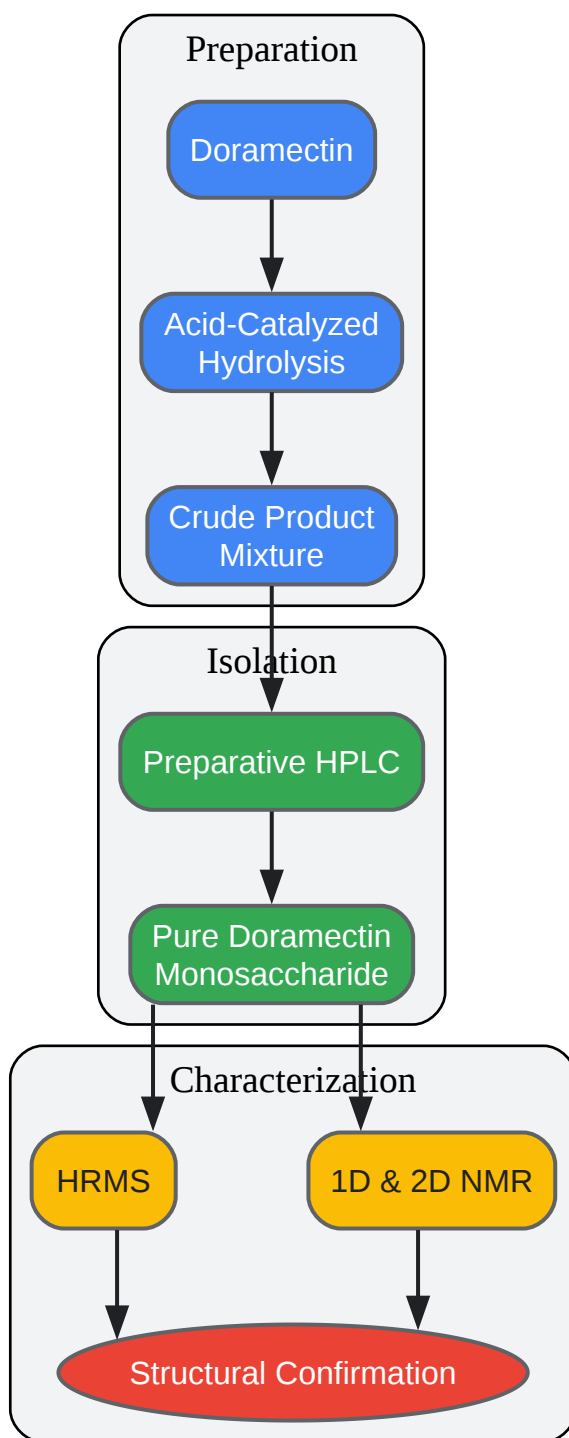 Preparation
Doramectin
Acid-Catalyzed
Hydrolysis
Crude Product
Mixture
Isolation
Preparative HPLC
Pure Doramectin
Monosaccharide
Characterization
HRMS
1D & 2D NMR
Structural Confirmation